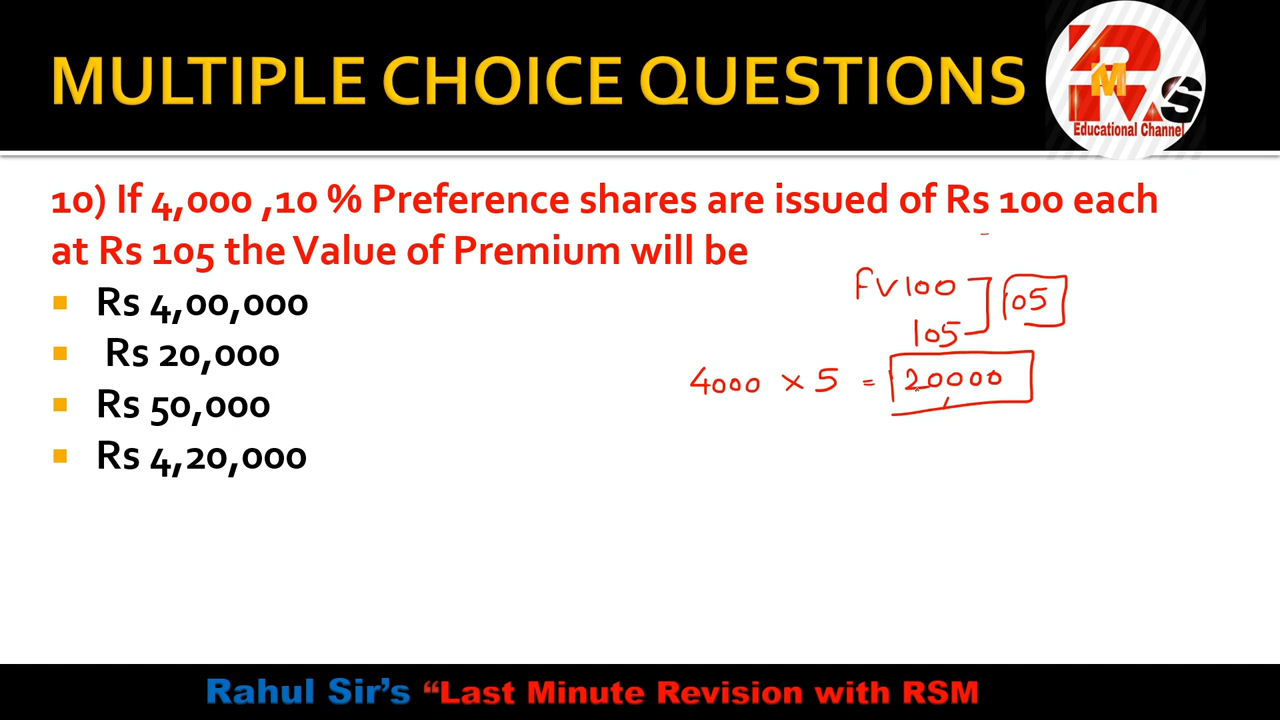 MULTIPLE CHOICE QUESTIONS
RMS
Educational Channel
10) If 4,000 ,10 % Preference shares are issued of Rs 100 each
at Rs 105 the Value of Premium will be
Rs 4,00,000
Rs 20,000
Rs 50,000
Rs 4,20,000
FV100
105
05
4000 × 5 = 20000
Rahul Sir's "Last Minute Revision with RSM